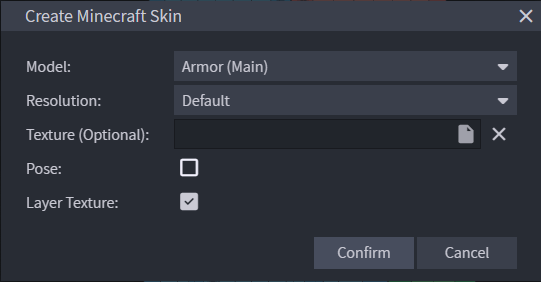 Create Minecraft Skin
Model: Armor (Main)
Resolution: Default
Texture (Optional):
Pose:
Layer Texture:
Confirm Cancel